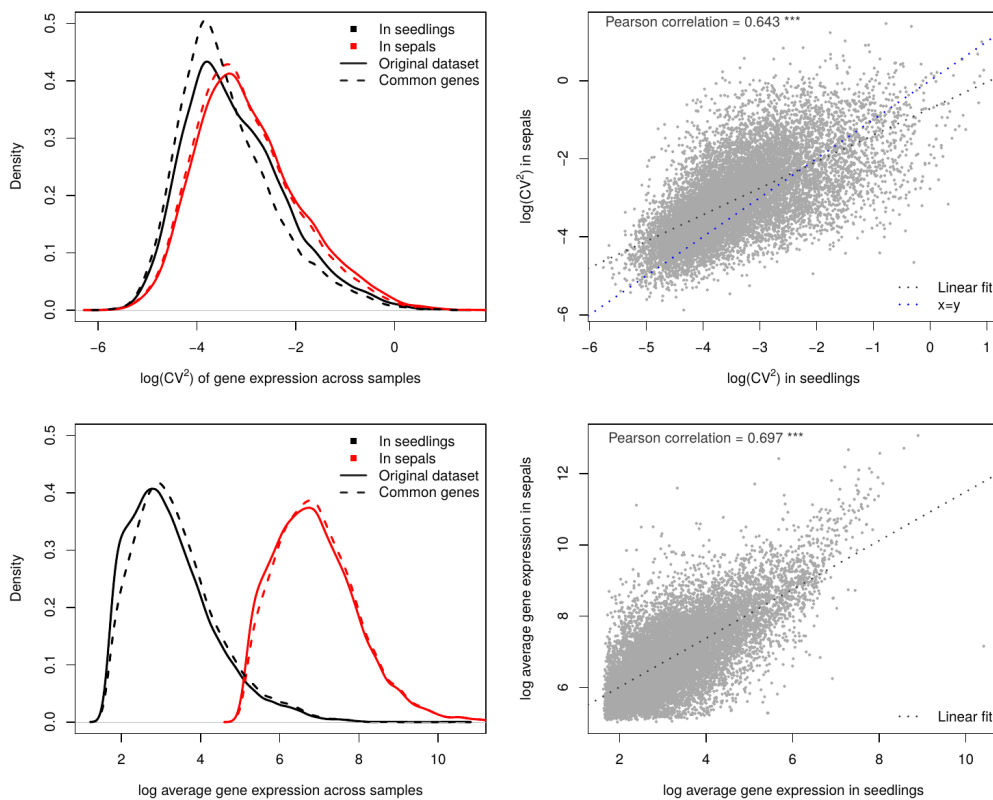 In seedlings
In sepals
Original dataset
Common genes
0.0 0.1 0.2 0.3 0.4 0.5
Density
−6 −4 −2 0
log(CV²) of gene expression across samples
Pearson correlation = 0.643 ***
−6 −4 −2 0
log(CV²) in sepals
Linear fit
x=y
−6 −5 −4 −3 −2 −1 0 1
log(CV²) in seedlings
In seedlings
In sepals
Original dataset
Common genes
0.0 0.1 0.2 0.3 0.4 0.5
Density
2 4 6 8 10
log average gene expression across samples
Pearson correlation = 0.697 ***
6 8 10 12
log average gene expression in sepals
Linear fit
2 4 6 8 10
log average gene expression in seedlings